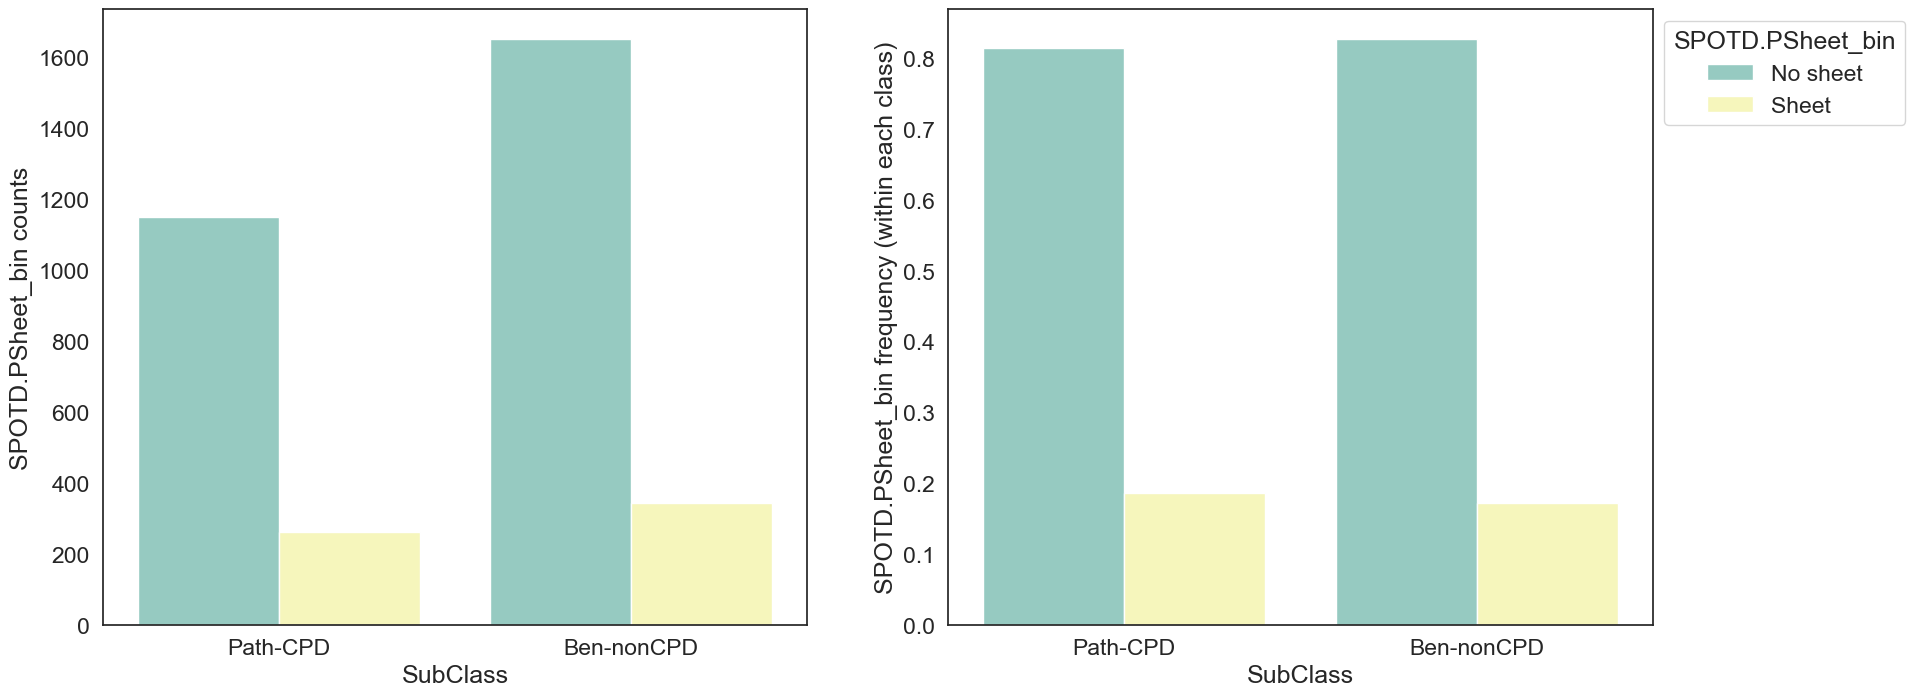 SPOTD.PSheet_bin counts
1600
1400
1200
1000
800
600
400
200
0
Path-CPD
Ben-nonCPD
SubClass
SPOTD.PSheet_bin frequency (within each class)
0.8
0.7
0.6
0.5
0.4
0.3
0.2
0.1
0.0
Path-CPD
Ben-nonCPD
SubClass
SPOTD.PSheet_bin
No sheet
Sheet